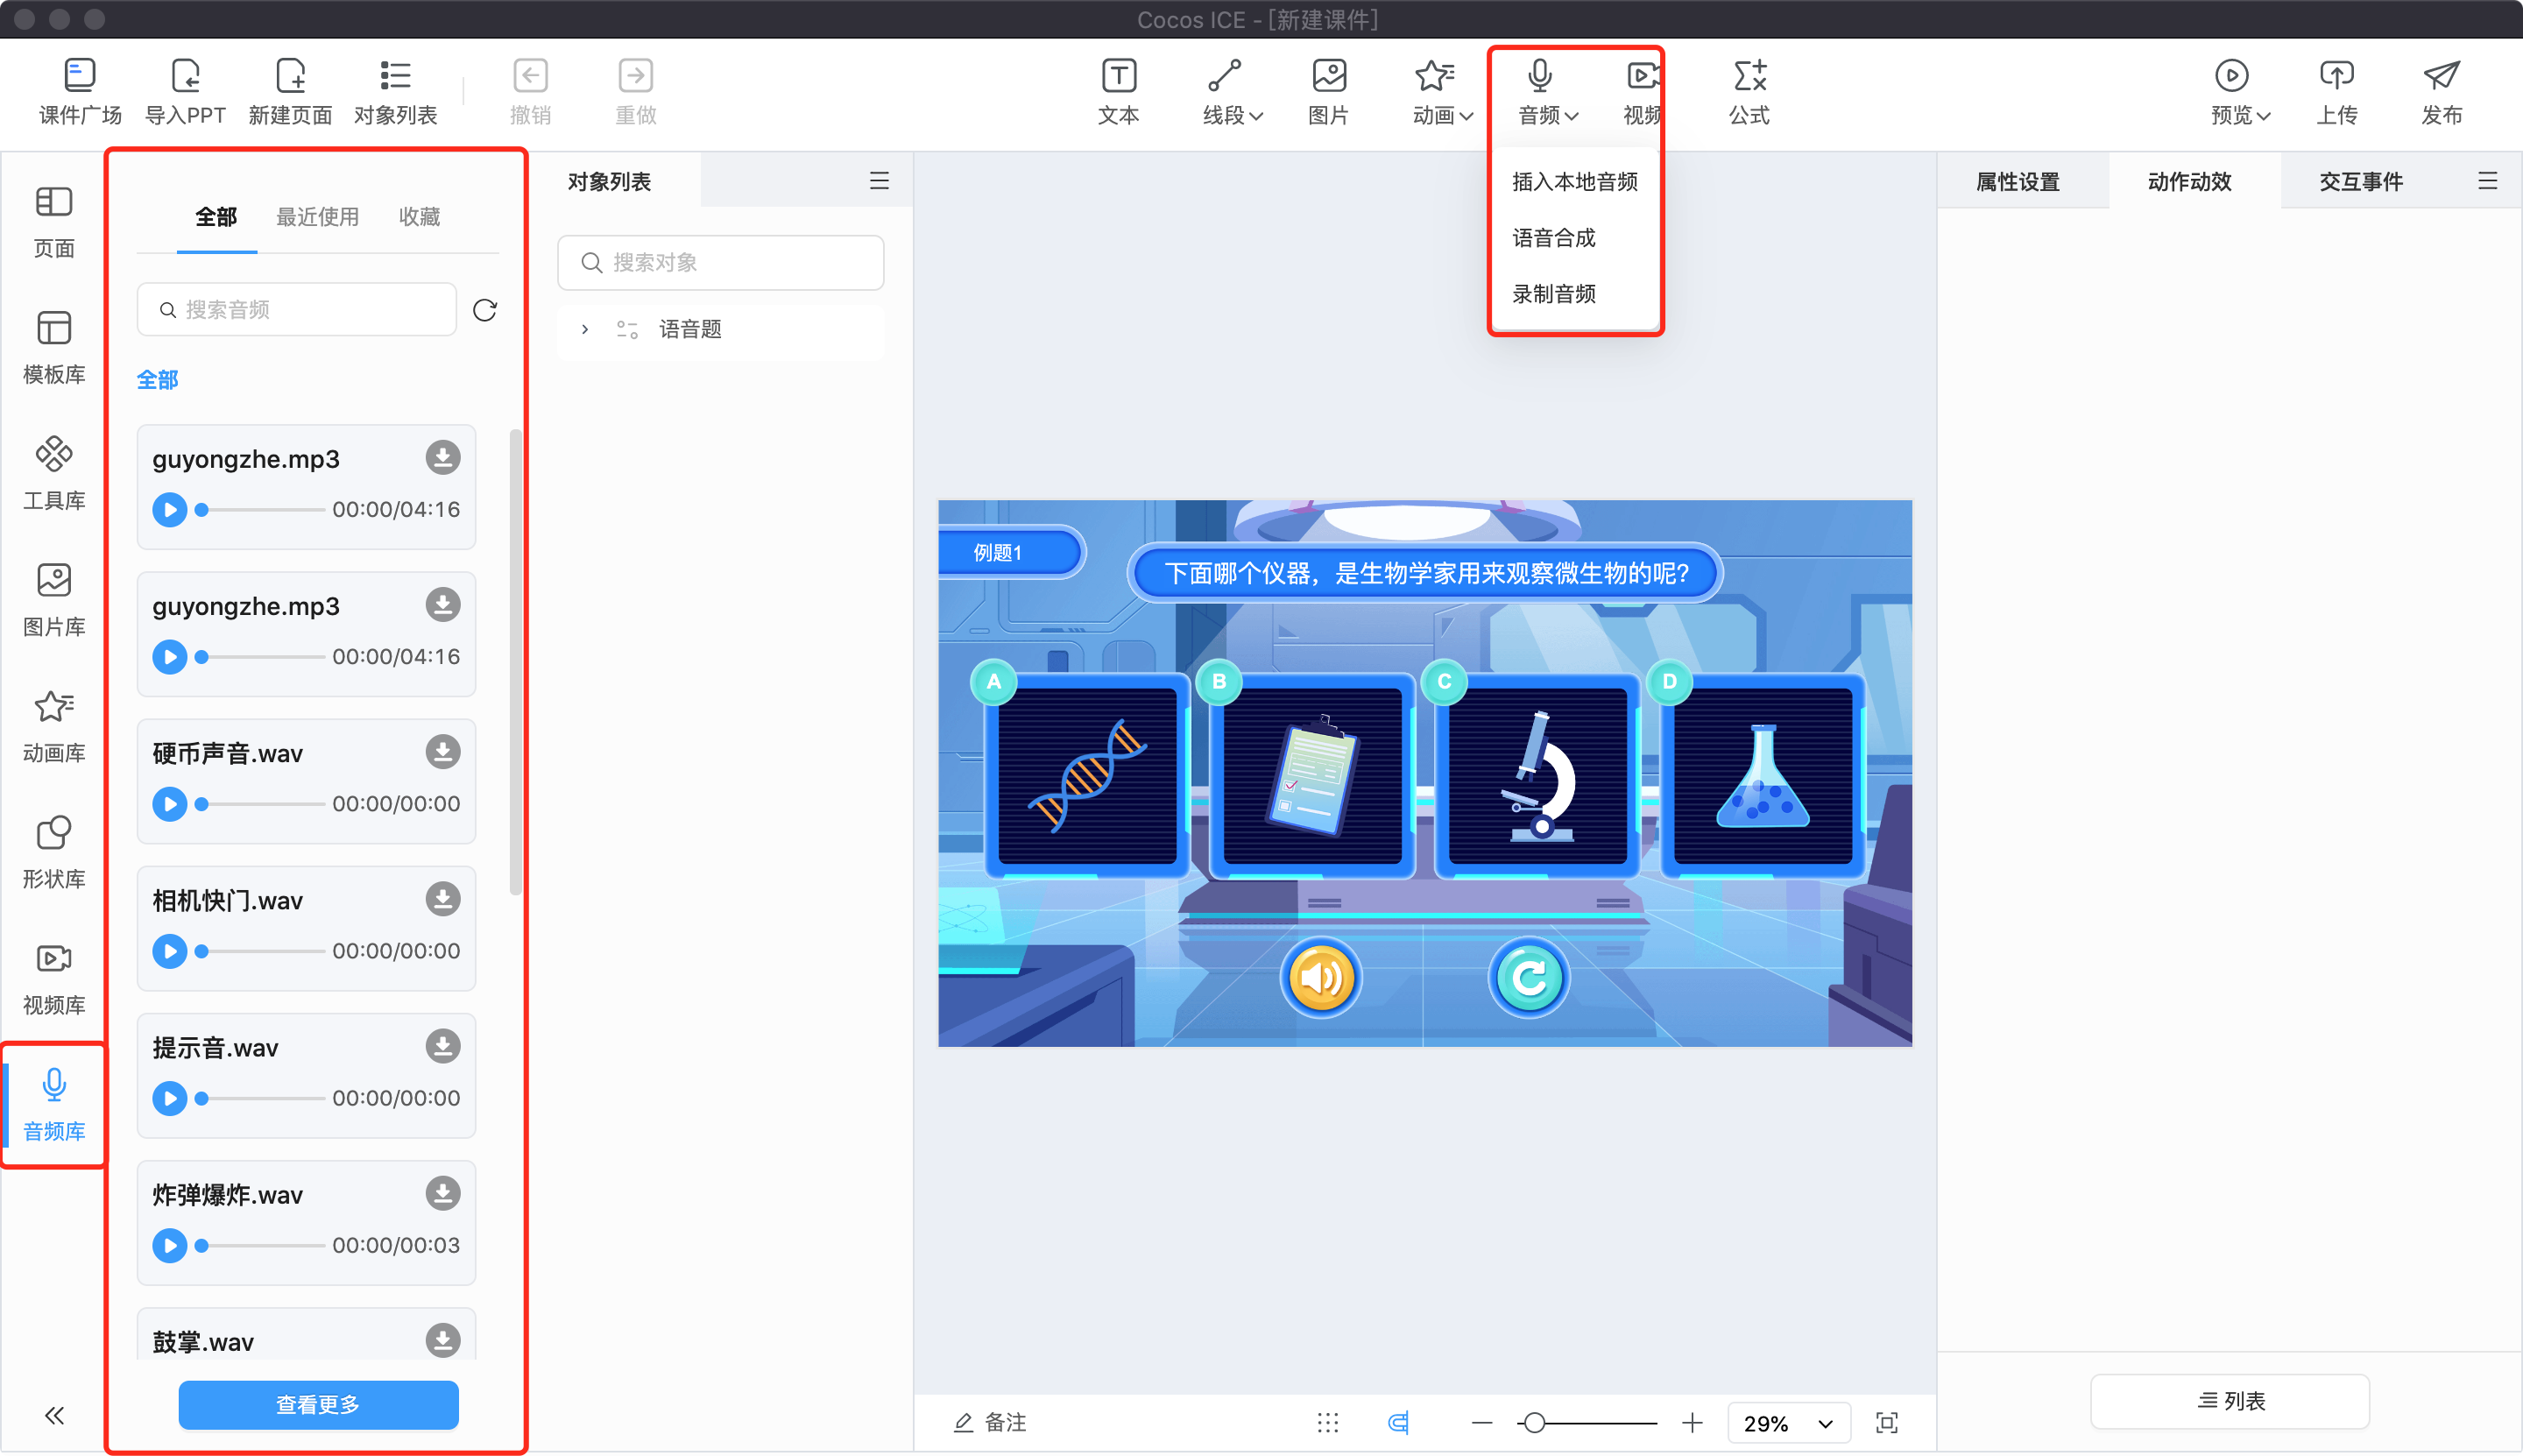 Cocos ICE - [新建课件]
课件广场
导入PPT
新建页面
对象列表
撤销
重做
文本
线段
图片
动画
音频
视频
公式
预览
上传
发布
插入本地音频
语音合成
录制音频
页面
模板库
工具库
图片库
动画库
形状库
视频库
音频库
全部 最近使用 收藏
搜索音频
全部
guyongzhe.mp3
00:00/04:16
guyongzhe.mp3
00:00/04:16
硬币声音.wav
00:00/00:00
相机快门.wav
00:00/00:00
提示音.wav
00:00/00:00
炸弹爆炸.wav
00:00/00:03
鼓掌.wav
查看更多
对象列表
搜索对象
语音题
例题1
下面哪个仪器，是生物学家用来观察微生物的呢?
A
B
C
D
备注
29%
属性设置
动作动效
交互事件
列表